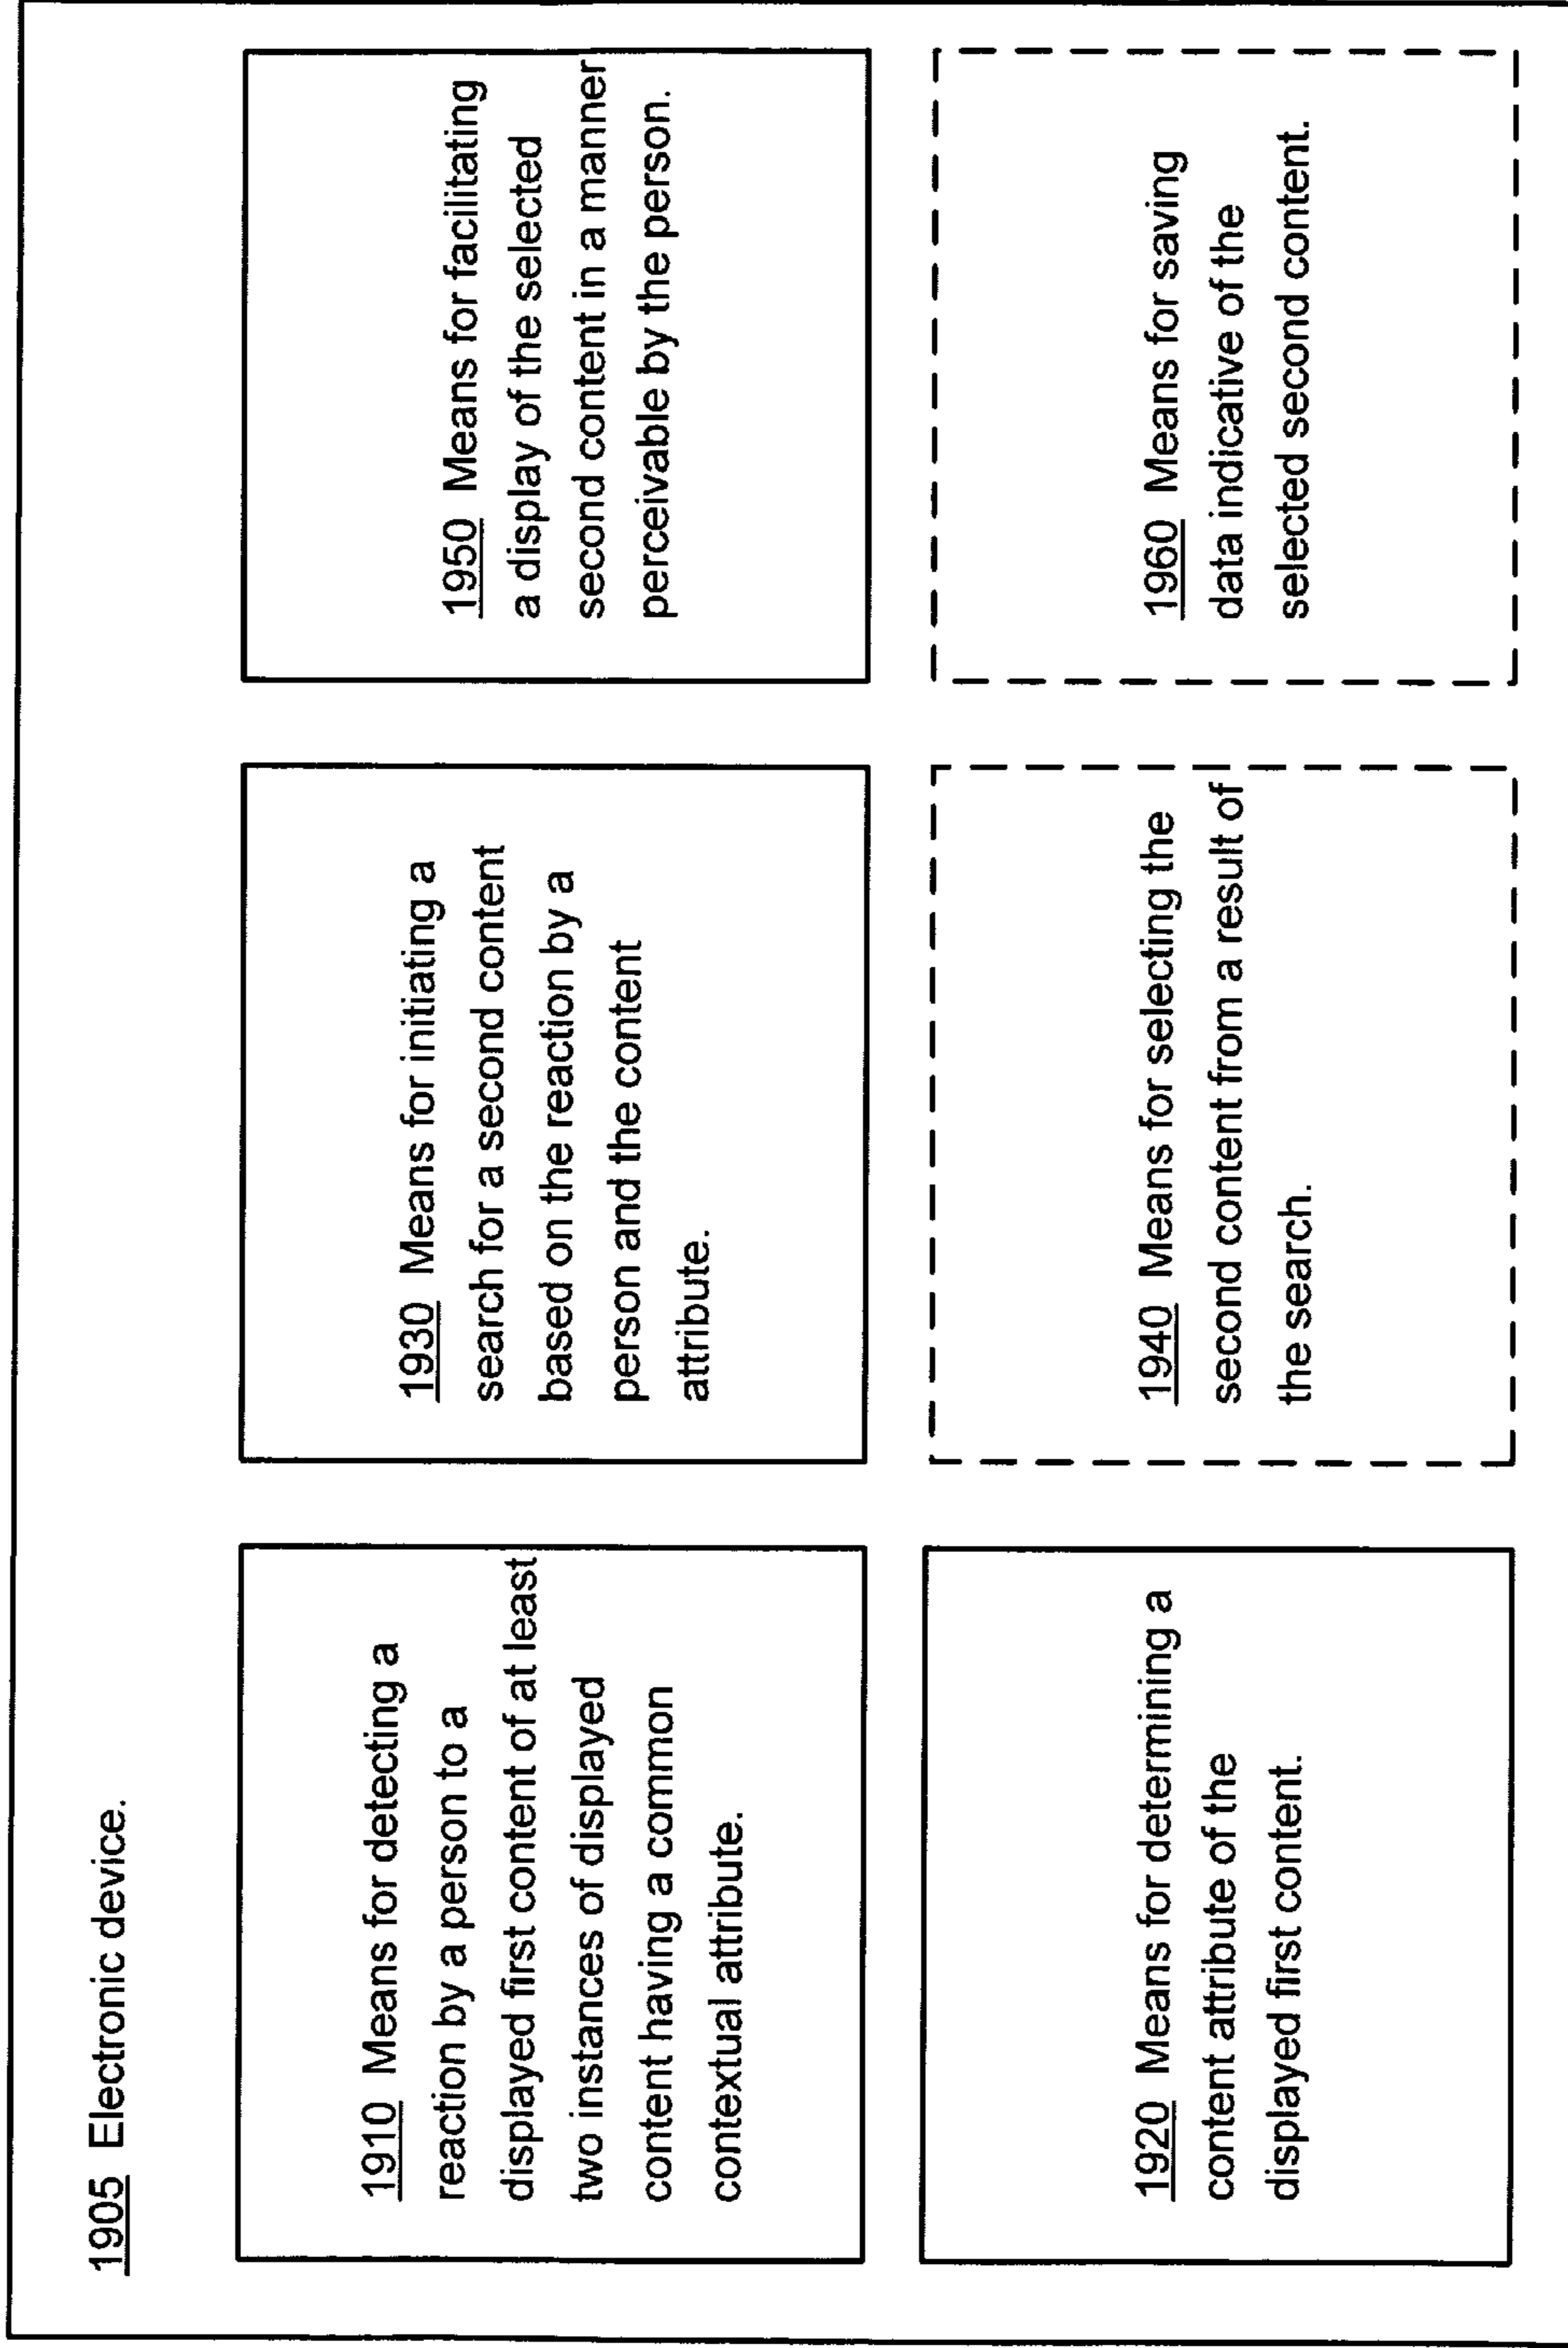 1905 Electronic device.
1910 Means for detecting a
reaction by a person to a
displayed first content of at least
two instances of displayed
content having a common
contextual attribute.
1920 Means for determining a
content attribute of the
displayed first content.
1930 Means for initiating a
search for a second content
based on the reaction by a
person and the content
attribute.
1940 Means for selecting the
second content from a result of
the search.
1950 Means for facilitating
a display of the selected
second content in a manner
perceivable by the person.
1960 Means for saving
data indicative of the
selected second content.